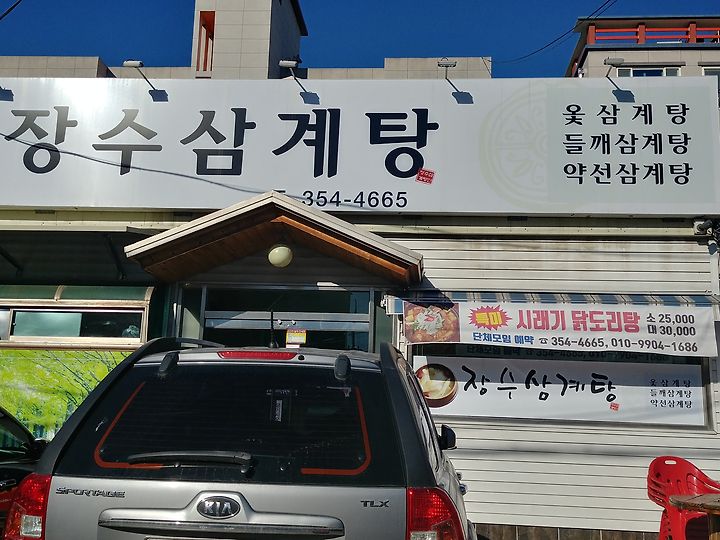 장수삼계탕
354-4665
옻삼계탕
들깨삼계탕
약선삼계탕
특미 시래기 닭도리탕 소 25,000
대 30,000
단체모임 예약 ☎ 354-4665, 010-9904-1686
장수삼계탕
옻삼계탕
들깨삼계탕
약선삼계탕
SPORTAGE
KIA
TLX